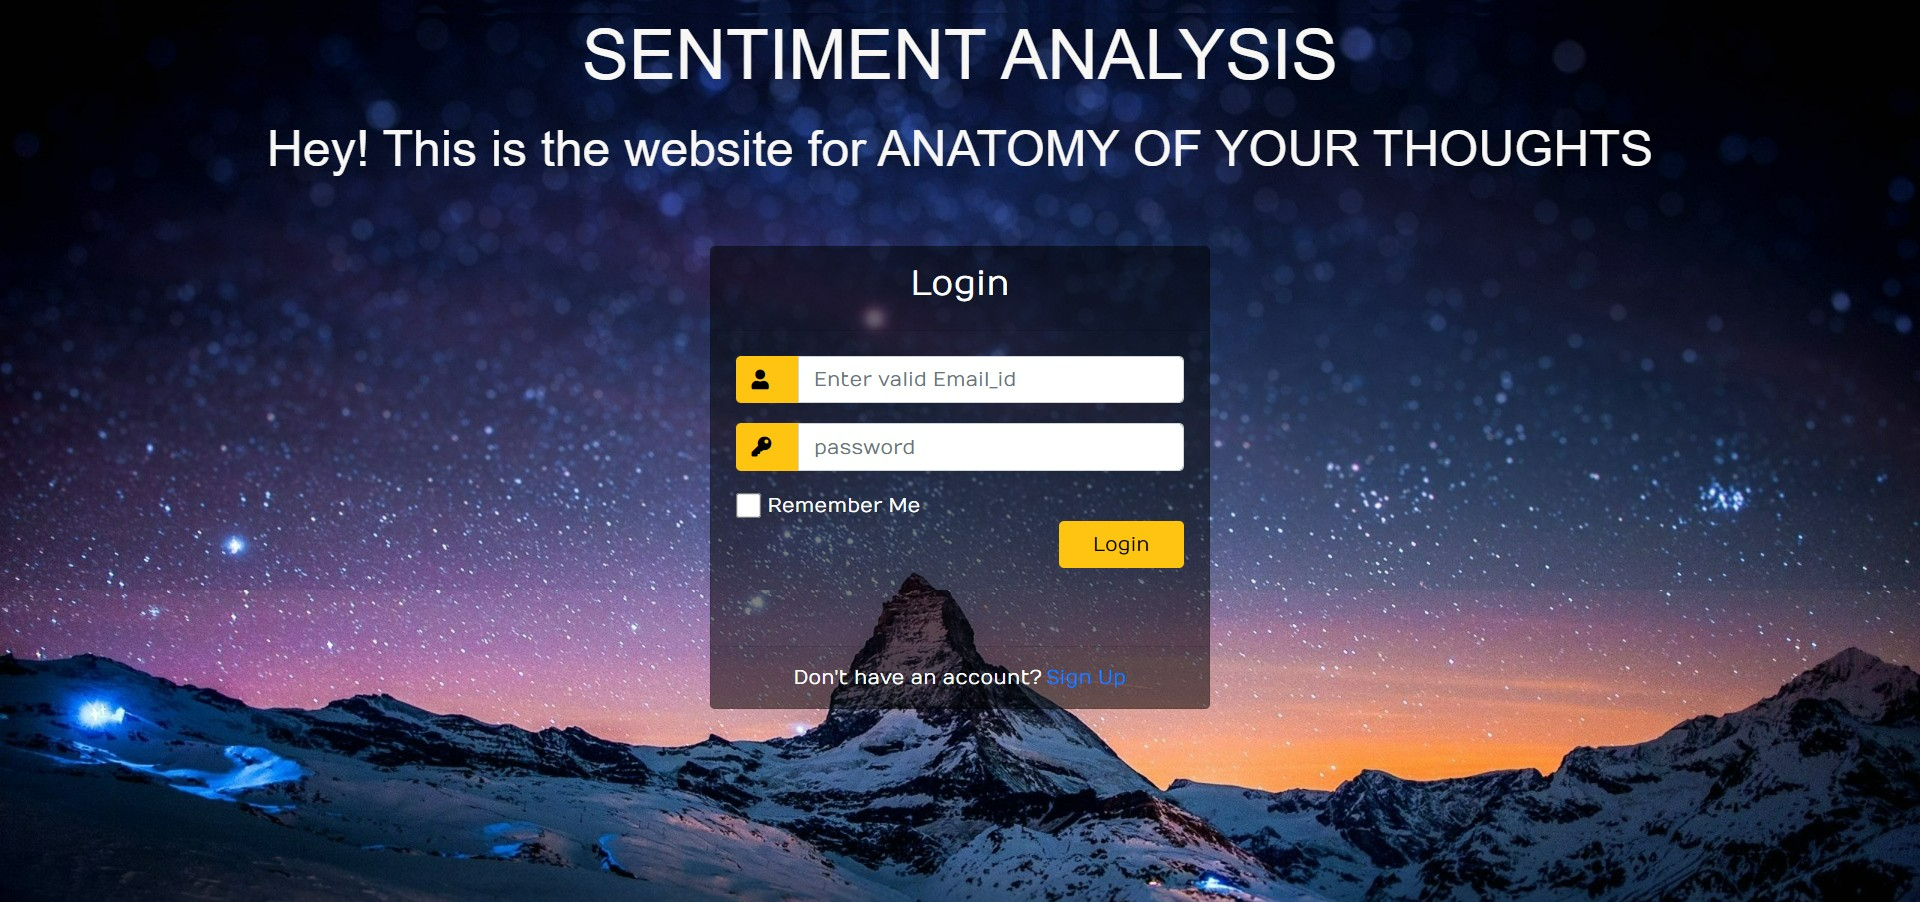 SENTIMENT ANALYSIS
Hey! This is the website for ANATOMY OF YOUR THOUGHTS
Login
Enter valid Email_id
password
Remember Me
Login
Don't have an account? Sign Up